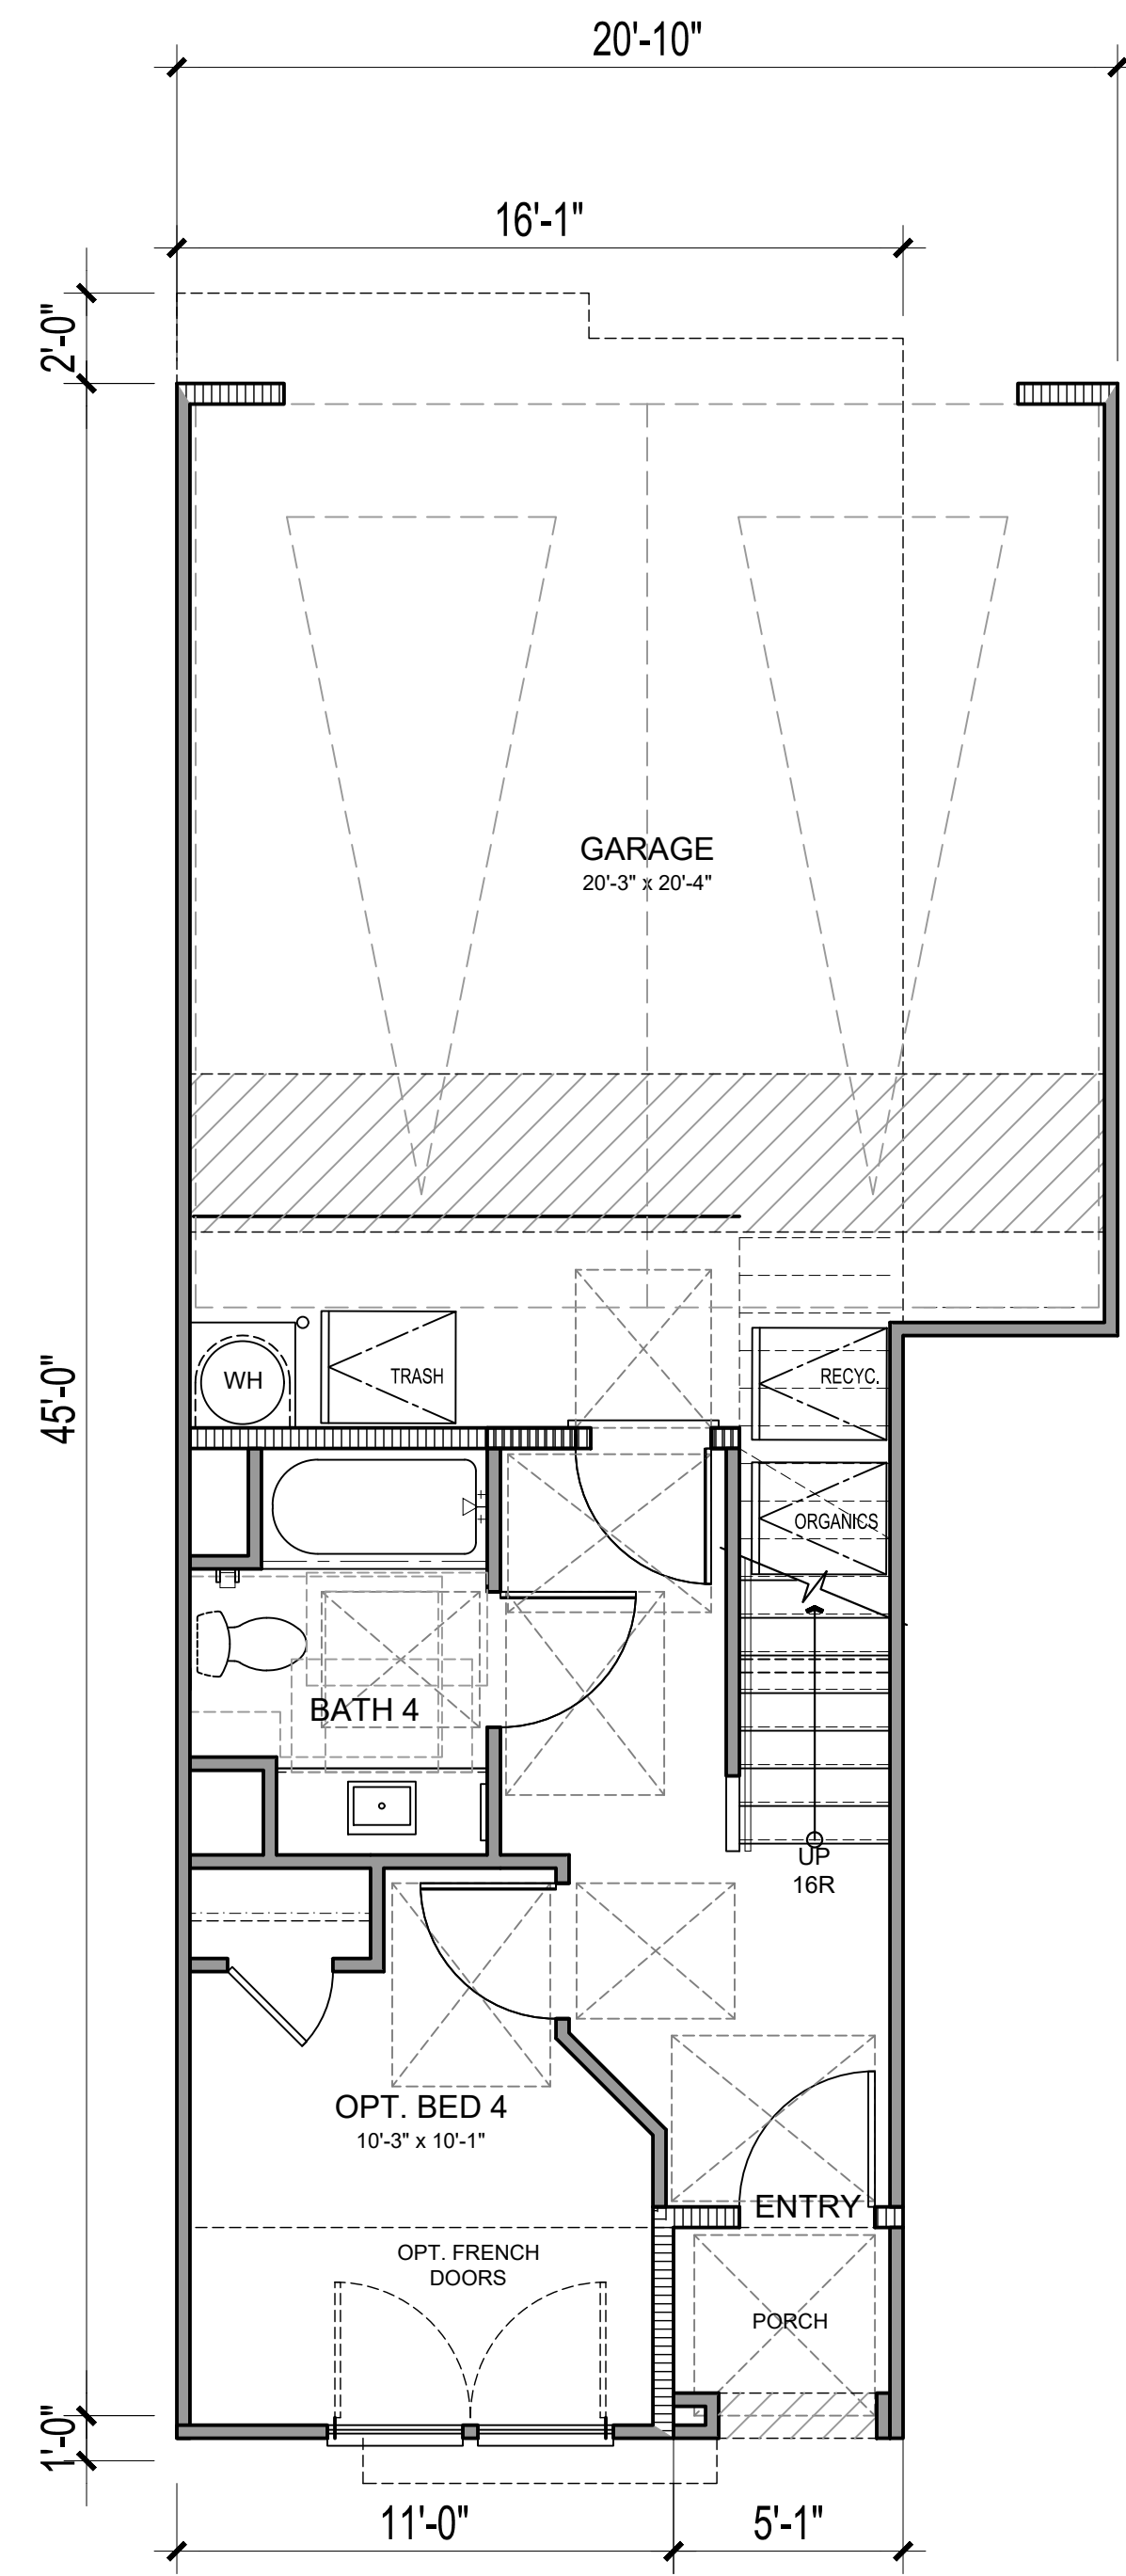 20'-10"
16'-1"
2'-0"
GARAGE
20'-3" x 20'-4"
45'-0"
WH
TRASH
RECYC.
ORGANICS
BATH 4
UP
16R
OPT. BED 4
10'-3" x 10'-1"
ENTRY
OPT. FRENCH
DOORS
PORCH
1'-0"
11'-0"
5'-1"